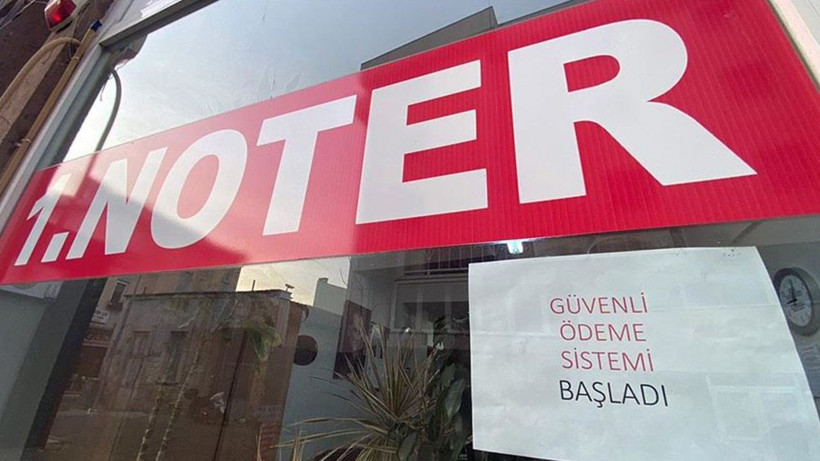 1.NOTER
GÜVENLİ
ÖDEME
SİSTEMİ
BAŞLADI